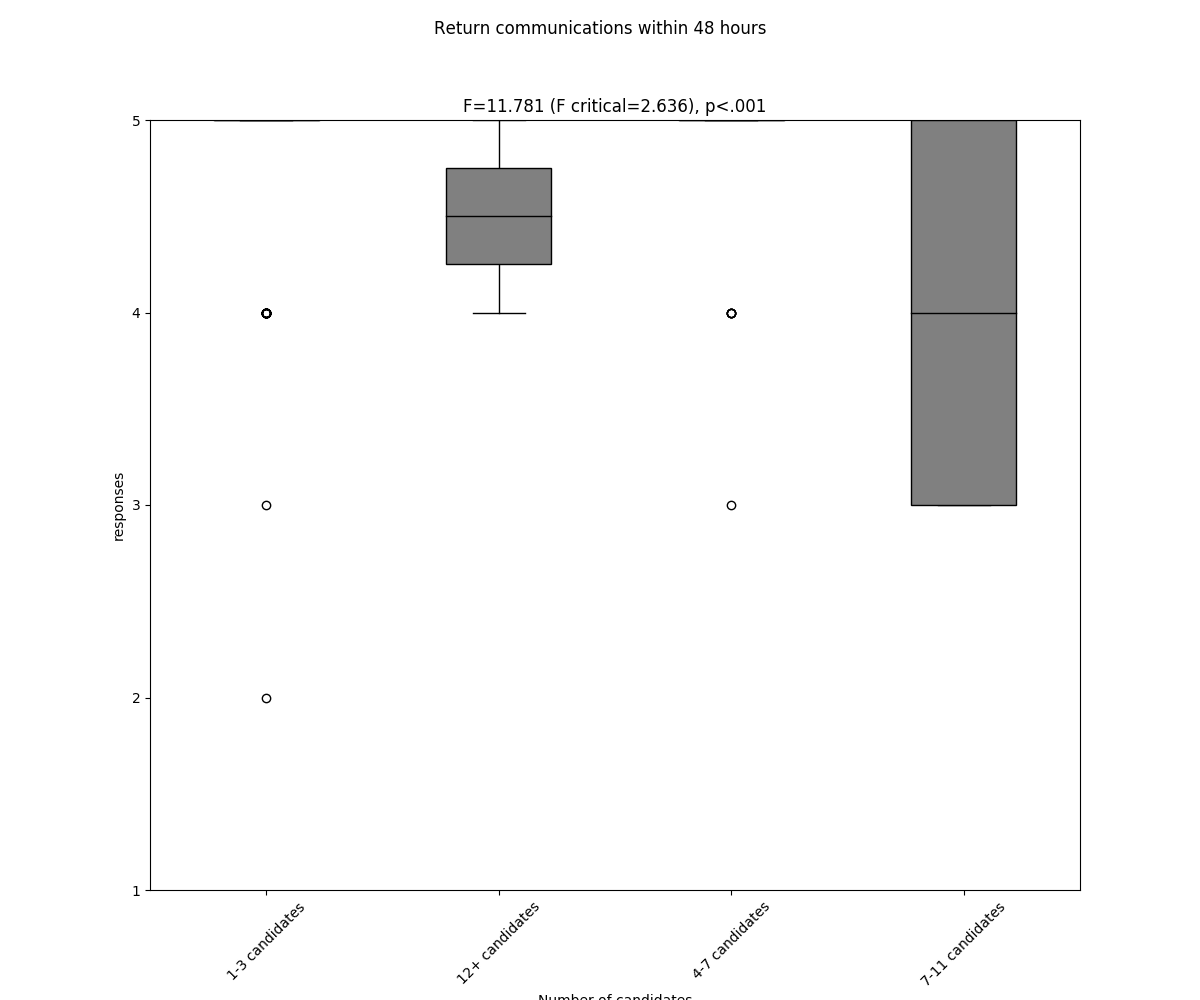 Return communications within 48 hours
F=11.781 (F critical=2.636), p<.001
5
4
3
2
1
responses
1-3 candidates
12+ candidates
4-7 candidates
7-11 candidates
Number of candidates